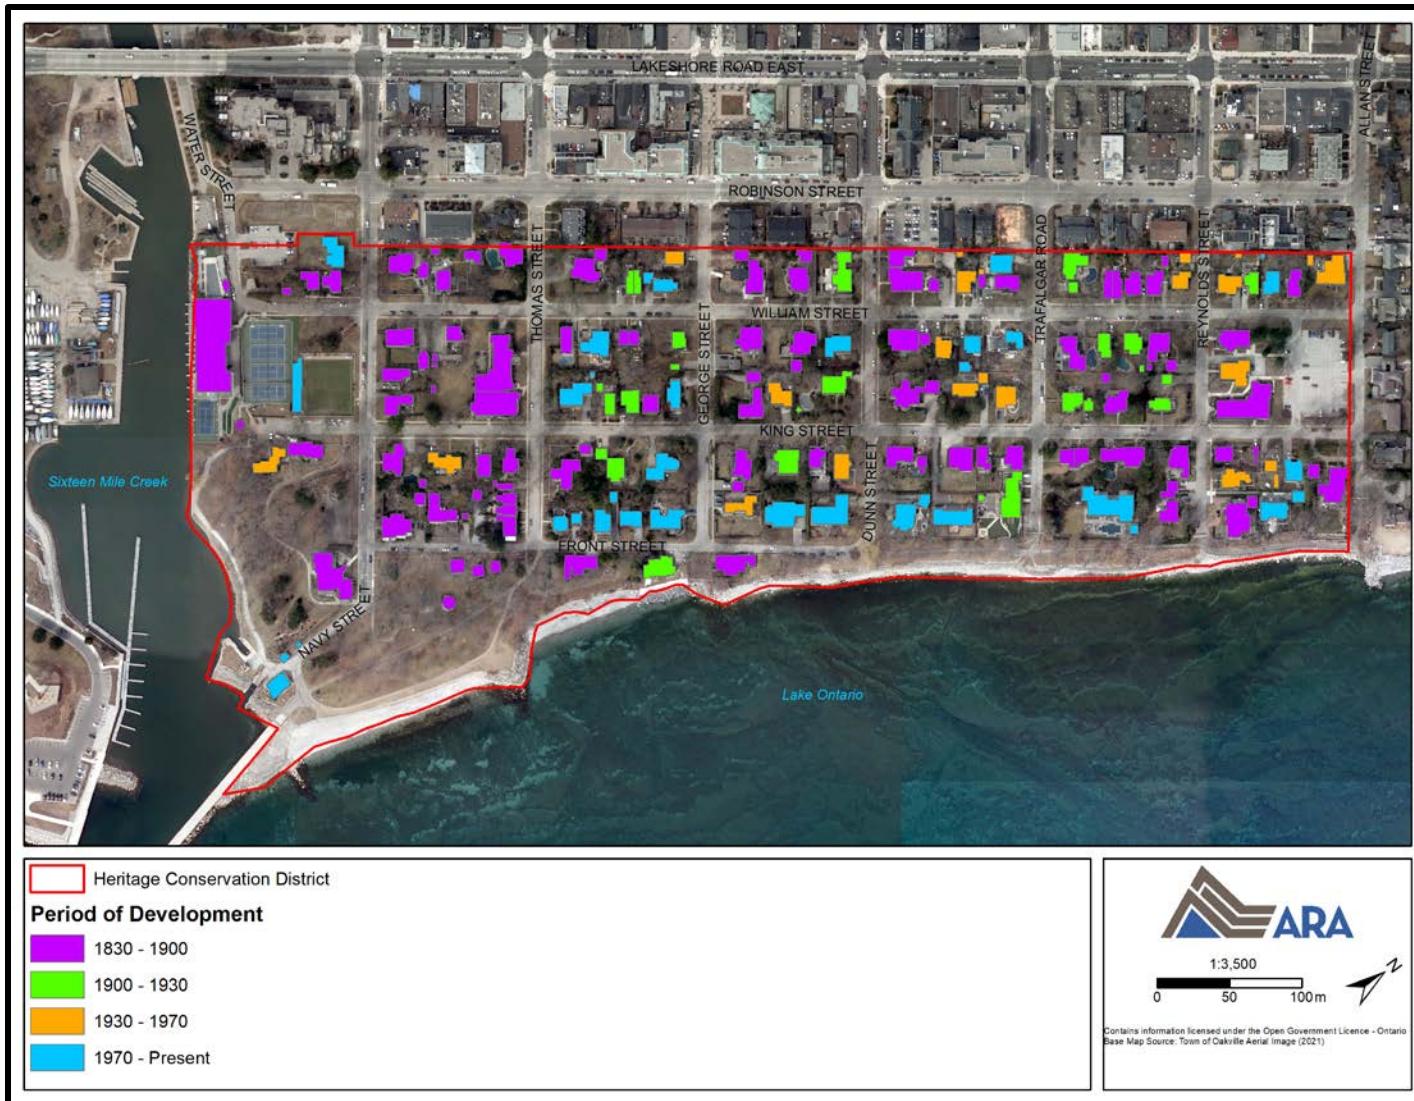 LAKESHORE ROAD EAST
ALLAN STREET
WATER STREET
ROBINSON STREET
THOMAS STREET
TRAFALGAR ROAD
REYNOLDS STREET
GEORGE STREET
WILLIAM STREET
KING STREET
DUNN STREET
Sixteen Mile Creek
FRONT STREET
NAVY STREET
Lake Ontario
Heritage Conservation District
Period of Development
1830 - 1900
1900 - 1930
1930 - 1970
1970 - Present
ARA
1:3,500
0 50 100 m
N
Contains information licensed under the Open Government Licence - Ontario
Base Map Source: Town of Oakville Aerial Image (2021)